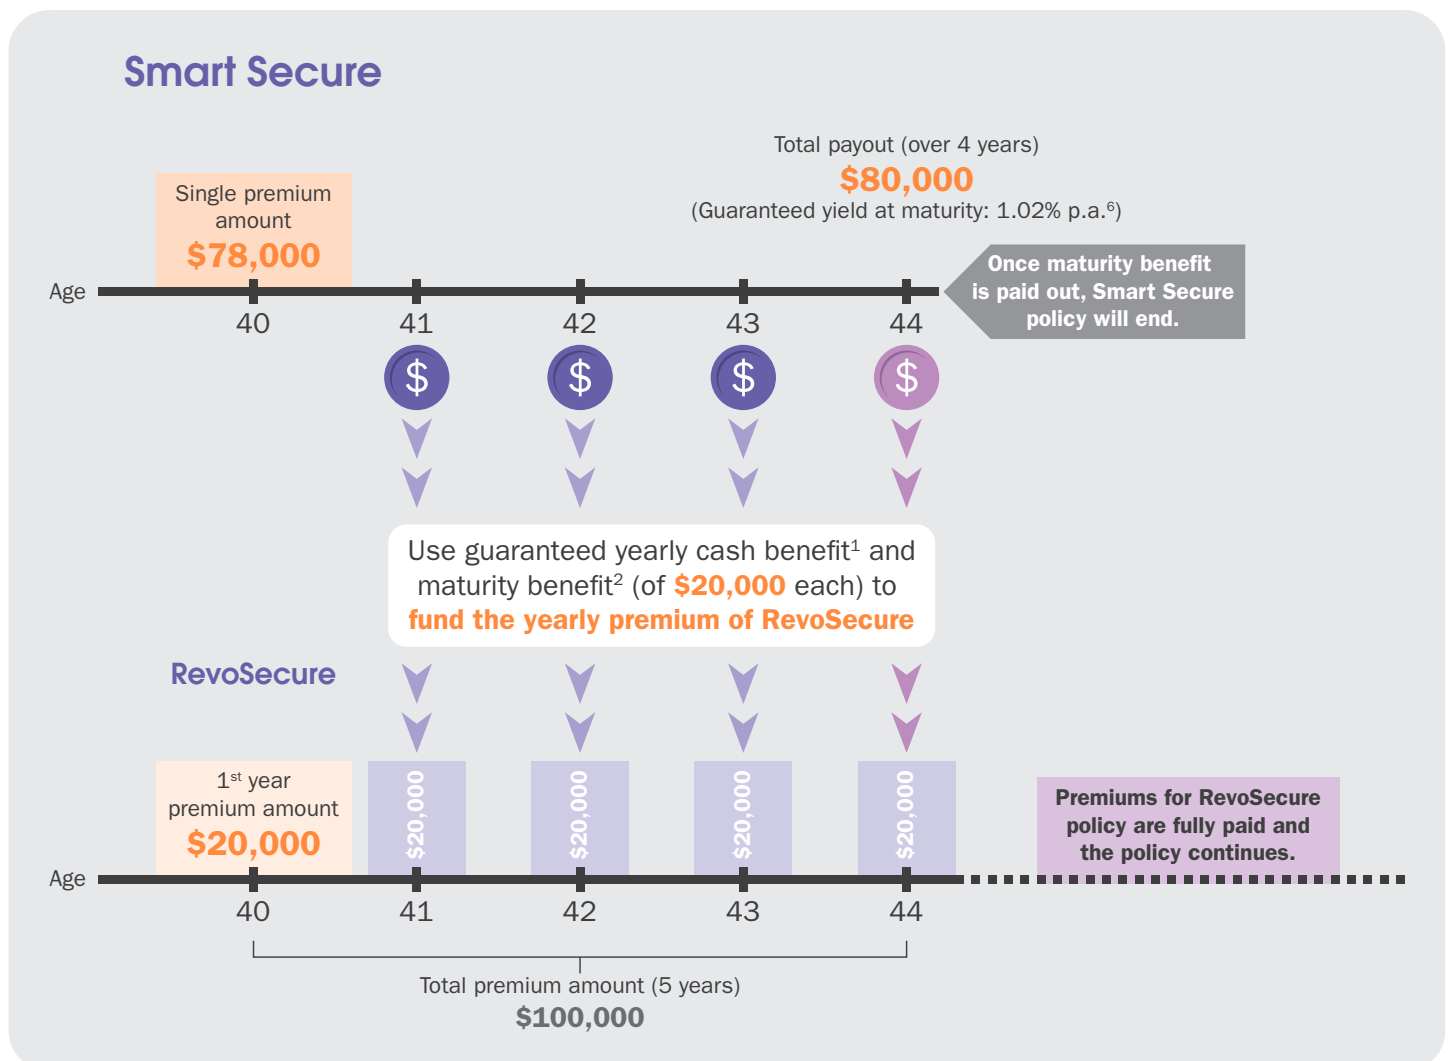 Smart Secure
Total payout (over 4 years)
$80,000
(Guaranteed yield at maturity: 1.02% p.a.⁶)
Single premium
amount
$78,000
Once maturity benefit
is paid out, Smart Secure
policy will end.
Age
40 41 42 43 44
$ $ $ $
Use guaranteed yearly cash benefit¹ and
maturity benefit² (of $20,000 each) to
fund the yearly premium of RevoSecure
RevoSecure
1st year
premium amount
$20,000
$20,000
$20,000
$20,000
$20,000
Premiums for RevoSecure
policy are fully paid and
the policy continues.
Age
40 41 42 43 44
Total premium amount (5 years)
$100,000